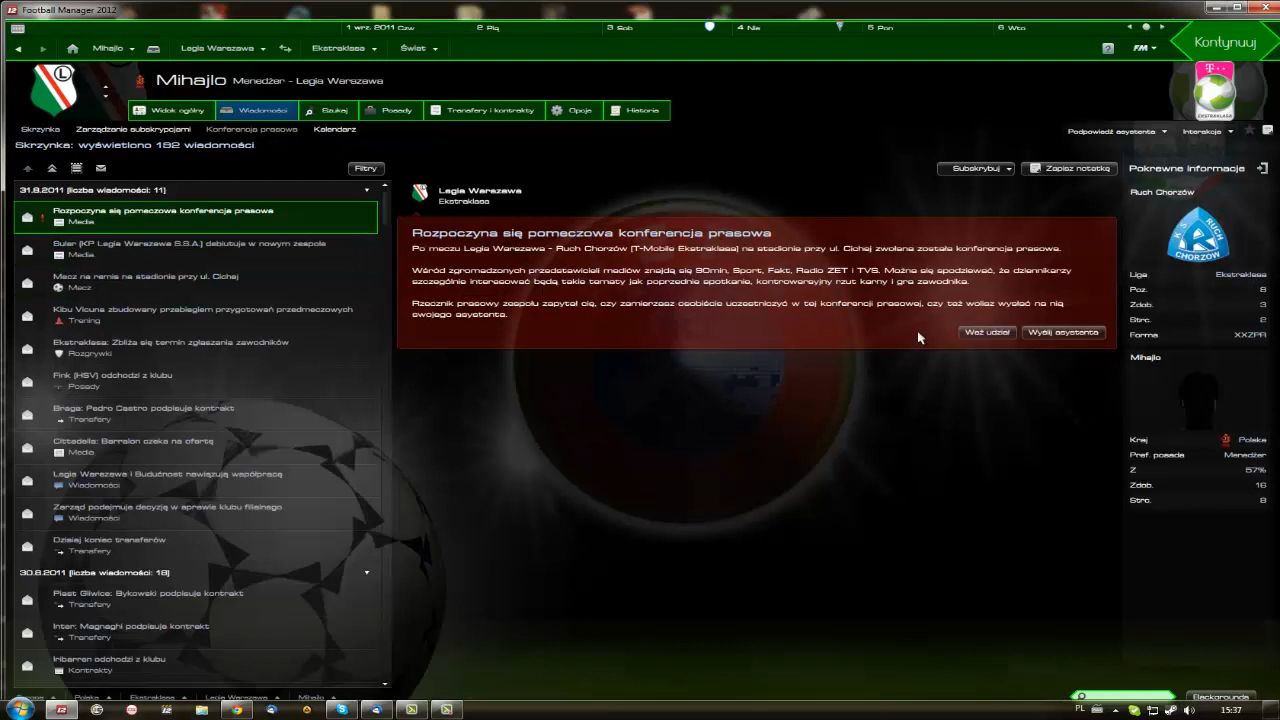 Football Manager 2012
1 wrz. 2011 Czw
2 Pią
3 Sob
4 Nie
5 Pon
6 Wto
Mihajlo
Legia Warszawa
Ekstraklasa
Świat
?
FM
Kontynuuj
Mihajlo Menedżer - Legia Warszawa
Widok ogólny
Wiadomości
Szukaj
Posady
Transfery i kontrakty
Opcje
Historia
Skrzynka
Zarządzanie subskrypcjami
Konferencja prasowa
Kalendarz
Podpowiedź asystenta
Interakcje
Skrzynka: wyświetlono 192 wiadomości
Filtry
Subskrybuj
Zapisz notatkę
Pokrewne informacje
31.8.2011 (liczba wiadomości: 11)
Rozpoczyna się pomeczowa konferencja prasowa
Media
Suler (KP Legia Warszawa S.S.A.) debiutuje w nowym zespole
Media
Mecz na remis na stadionie przy ul. Cichej
Mecz
Kibu Vicuna zbudowany przebiegiem przygotowań przedmeczowych
Trening
Ekstraklasa: Zbliża się termin zgłaszania zawodników
Rozgrywki
Fink (HSV) odchodzi z klubu
Posady
Braga: Pedro Castro podpisuje kontrakt
Transfery
Cittadella: Barralon czeka na ofertę
Media
Legia Warszawa i Budućnost nawiązują współpracę
Wiadomości
Zarząd podejmuje decyzję w sprawie klubu filialnego
Wiadomości
Dzisiaj koniec transferów
Transfery
30.8.2011 (liczba wiadomości: 18)
Piast Gliwice: Bykowski podpisuje kontrakt
Transfery
Inter: Magnaghi podpisuje kontrakt
Transfery
Iribarren odchodzi z klubu
Kontrakty
Legia Warszawa
Ekstraklasa
Rozpoczyna się pomeczowa konferencja prasowa
Po meczu Legia Warszawa - Ruch Chorzów (T-Mobile Ekstraklasa) na stadionie przy ul. Cichej zwołana została konferencja prasowa.
Wśród zgromadzonych przedstawicieli mediów znajdą się 90min, Sport, Fakt, Radio ZET i TVS. Można się spodziewać, że dziennikarzy
szczególnie interesować będą takie tematy jak poprzednie spotkanie, kontrowersyjny rzut karny i gra zawodnika.
Rzecznik prasowy zespołu zapytał cię, czy zamierzasz osobiście uczestniczyć w tej konferencji prasowej, czy też wolisz wysłać na nią
swojego asystenta.
Weź udział
Wyślij asystenta
Ruch Chorzów
RUCH
CHORZÓW
Liga Ekstraklasa
Poz. 8
Zdob. 3
Strc. 2
Forma XXZPR
Mihajlo
Kraj Polska
Pref. posada Menedżer
Z 57%
Zdob. 16
Strc. 8
Europa
Polska
Ekstraklasa
Legia Warszawa
Mihajlo
Backgrounds
PL
15:37